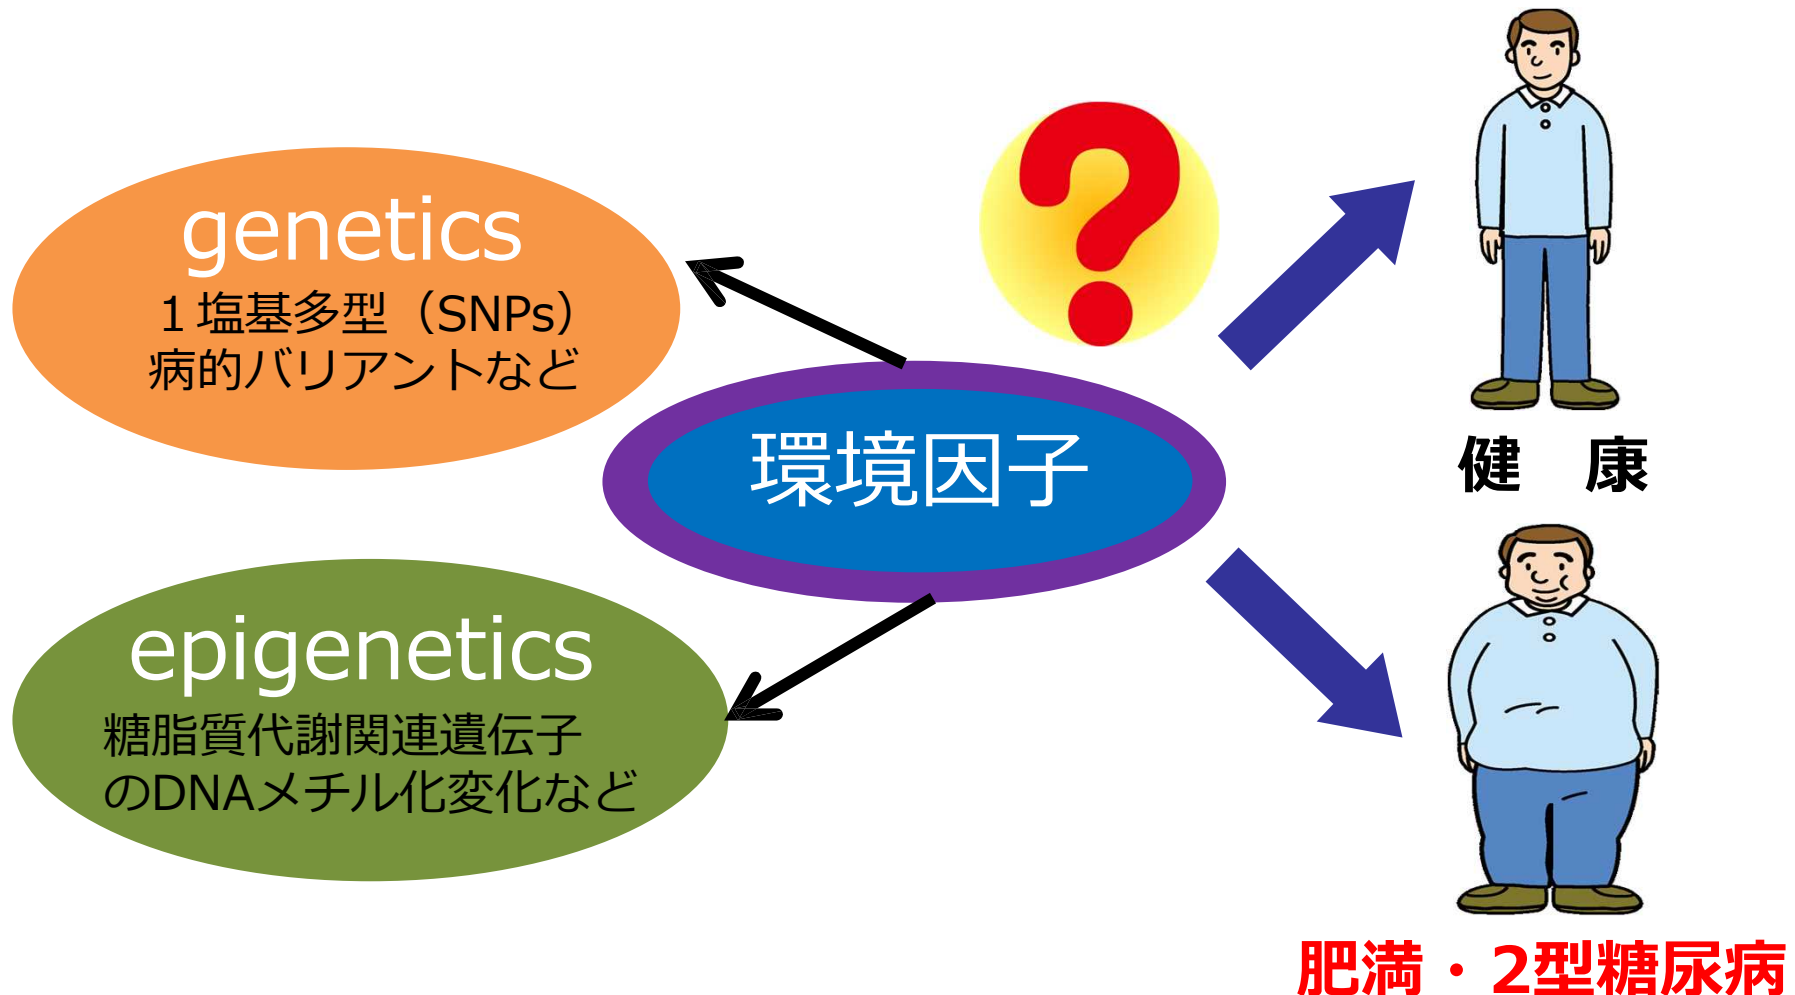 genetics
１塩基多型（SNPs）
病的バリアントなど
環境因子
epigenetics
糖脂質代謝関連遺伝子
のDNAメチル化変化など
?
健　康
肥満・2型糖尿病